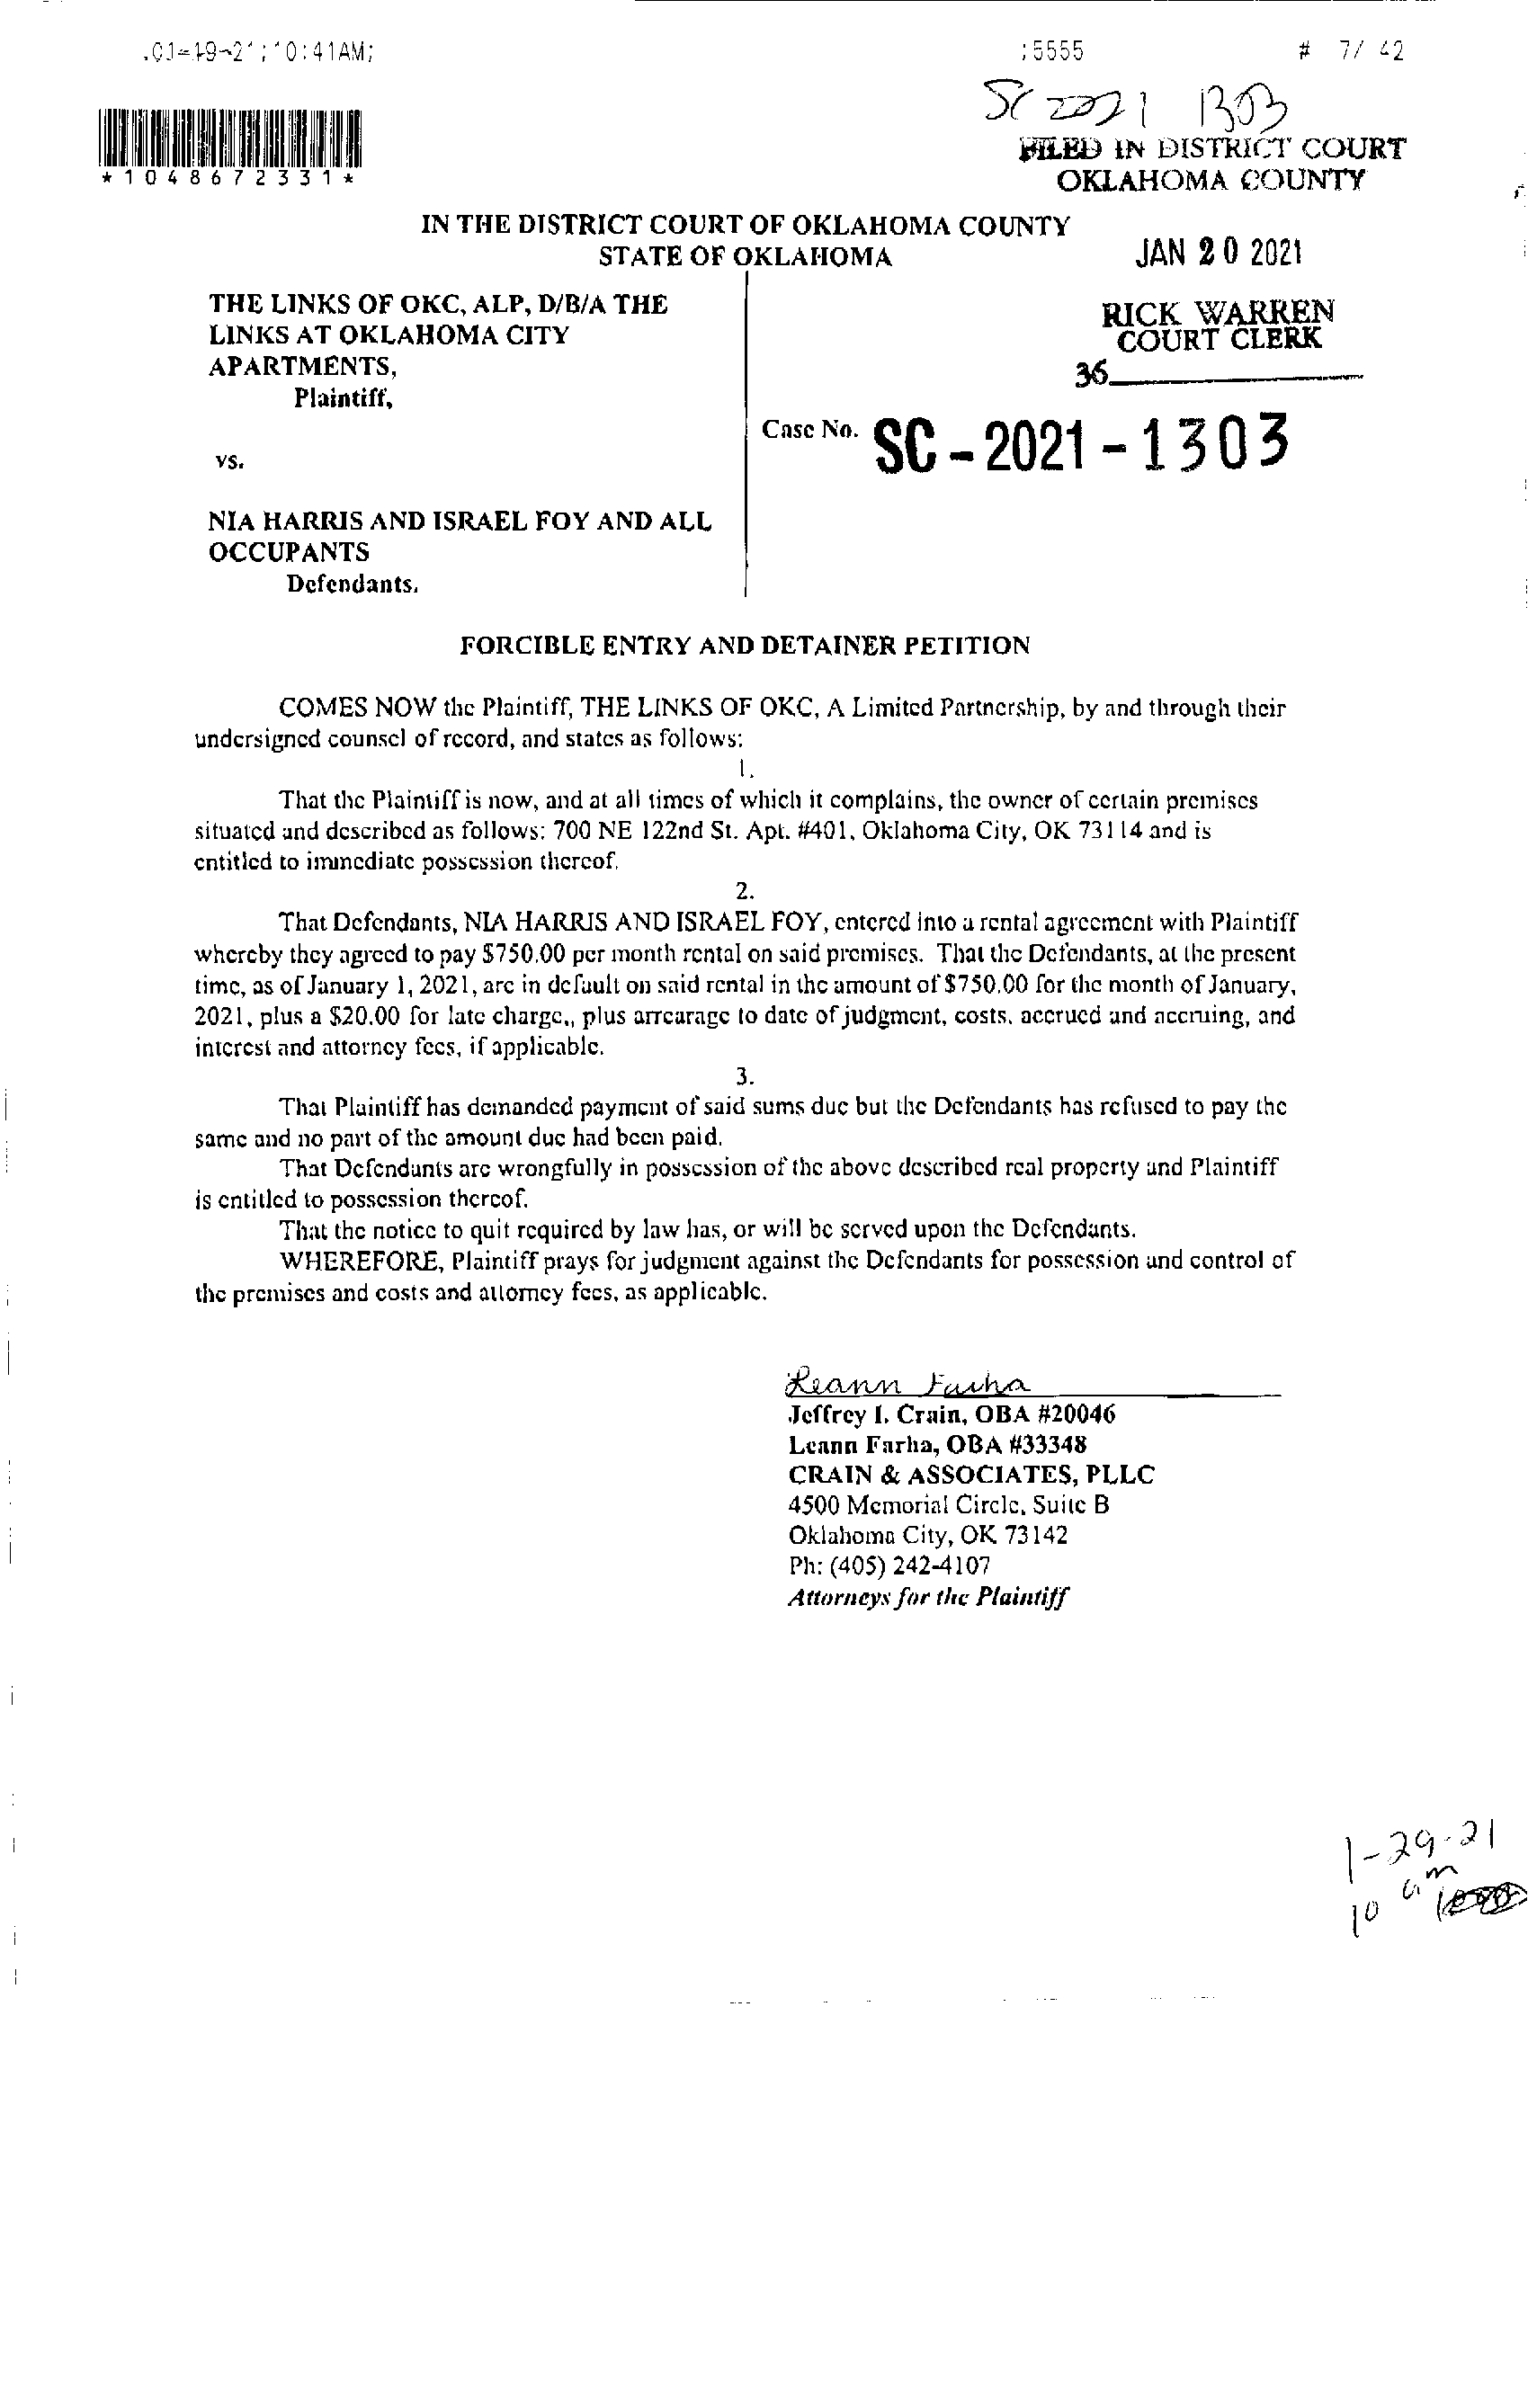 .01-19-21;10:41AM; ;5555 # 7/ 42
SC 2021 1303
*1048672331*
FILED IN DISTRICT COURT
OKLAHOMA COUNTY
IN THE DISTRICT COURT OF OKLAHOMA COUNTY
STATE OF OKLAHOMA
JAN 20 2021
RICK WARREN
COURT CLERK
36
THE LINKS OF OKC, ALP, D/B/A THE
LINKS AT OKLAHOMA CITY
APARTMENTS,
Plaintiff,
vs.
Case No. SC-2021-1303
NIA HARRIS AND ISRAEL FOY AND ALL
OCCUPANTS
Defendants.
FORCIBLE ENTRY AND DETAINER PETITION
COMES NOW the Plaintiff, THE LINKS OF OKC, A Limited Partnership, by and through their
undersigned counsel of record, and states as follows:
1.
That the Plaintiff is now, and at all times of which it complains, the owner of certain premises
situated and described as follows: 700 NE 122nd St. Apt. #401, Oklahoma City, OK 73114 and is
entitled to immediate possession thereof.
2.
That Defendants, NIA HARRIS AND ISRAEL FOY, entered into a rental agreement with Plaintiff
whereby they agreed to pay $750.00 per month rental on said premises. That the Defendants, at the present
time, as of January 1, 2021, are in default on said rental in the amount of $750.00 for the month of January,
2021, plus a $20.00 for late charge,, plus arrearage to date of judgment, costs, accrued and accruing, and
interest and attorney fees, if applicable.
3.
That Plaintiff has demanded payment of said sums due but the Defendants has refused to pay the
same and no part of the amount due had been paid.
That Defendants are wrongfully in possession of the above described real property and Plaintiff
is entitled to possession thereof.
That the notice to quit required by law has, or will be served upon the Defendants.
WHEREFORE, Plaintiff prays for judgment against the Defendants for possession and control of
the premises and costs and attorney fees, as applicable.
Leann Farha
Jeffrey I. Crain, OBA #20046
Leann Farha, OBA #33348
CRAIN & ASSOCIATES, PLLC
4500 Memorial Circle, Suite B
Oklahoma City, OK 73142
Ph: (405) 242-4107
Attorneys for the Plaintiff
1-29-21
10 am